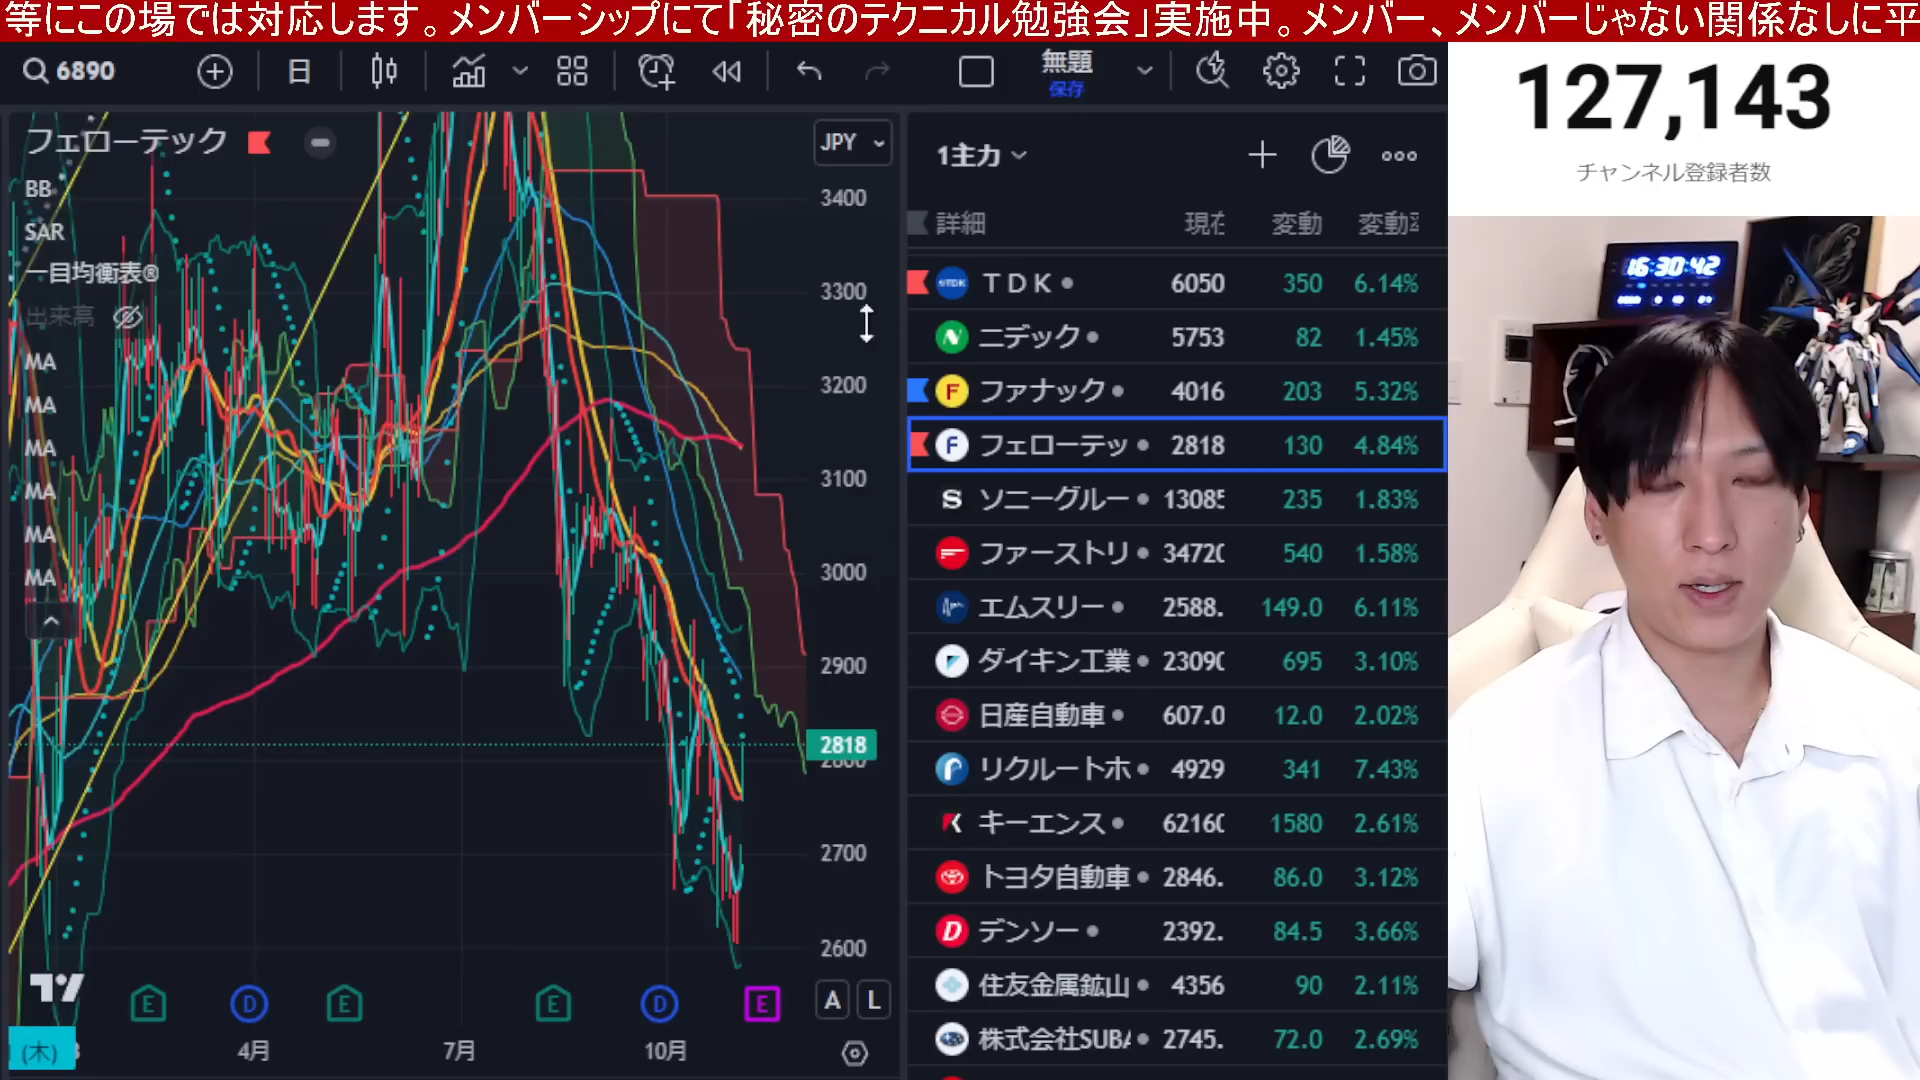 等にこの場では対応します。メンバーシップにて「秘密のテクニカル勉強会」実施中。メンバー、メンバーじゃない関係なしに平
6890
日
無題
保存
127,143
チャンネル登録者数
フェローテック
JPY
BB
SAR
一目均衡表®
出来高
MA
MA
MA
MA
MA
MA
3400
3300
3200
3100
3000
2900
2818
2800
2700
2600
E
D
E
E
D
E
A
L
(木)
4月
7月
10月
1主力
詳細 現在 変動 変動率
TDK 6050 350 6.14%
ニデック 5753 82 1.45%
ファナック 4016 203 5.32%
フェローテッ 2818 130 4.84%
ソニーグルー 13085 235 1.83%
ファーストリ 34720 540 1.58%
エムスリー 2588. 149.0 6.11%
ダイキン工業 23090 695 3.10%
日産自動車 607.0 12.0 2.02%
リクルートホ 4929 341 7.43%
キーエンス 62160 1580 2.61%
トヨタ自動車 2846. 86.0 3.12%
デンソー 2392. 84.5 3.66%
住友金属鉱山 4356 90 2.11%
株式会社SUBA 2745. 72.0 2.69%
16:30:42